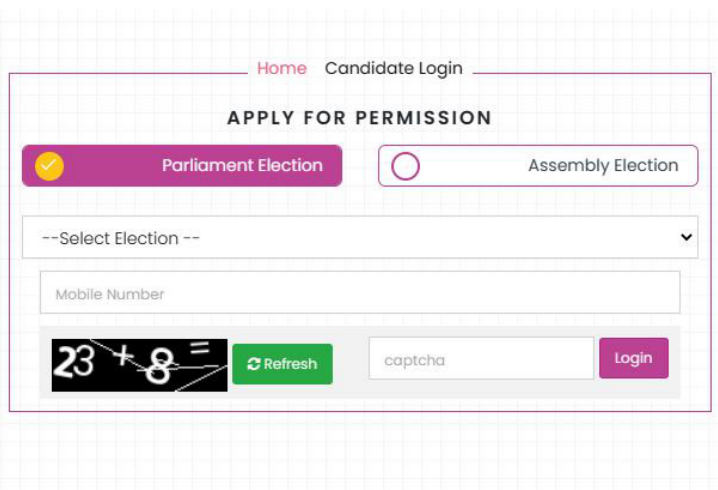 Home Candidate Login
APPLY FOR PERMISSION
Parliament Election Assembly Election
--Select Election --
Mobile Number
23 + 8 = Refresh captcha Login